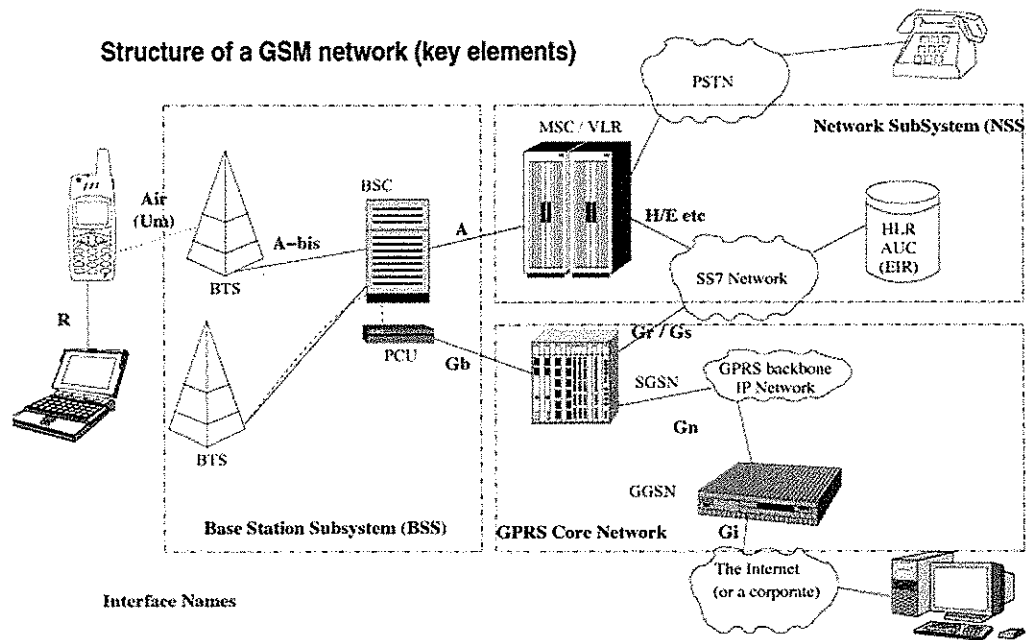 Structure of a GSM network (key elements)
PSTN
MSC / VLR
Network SubSystem (NSS
BSC
Air
(Um)
A-bis
A
H/E etc
HLR
AUC
(EIR)
SS7 Network
BTS
R
PCU
Gb
Gr / Gs
SGSN
GPRS backbone
IP Network
Gn
BTS
GGSN
Base Station Subsystem (BSS)
GPRS Core Network
Gi
The Internet
(or a corporate)
Interface Names